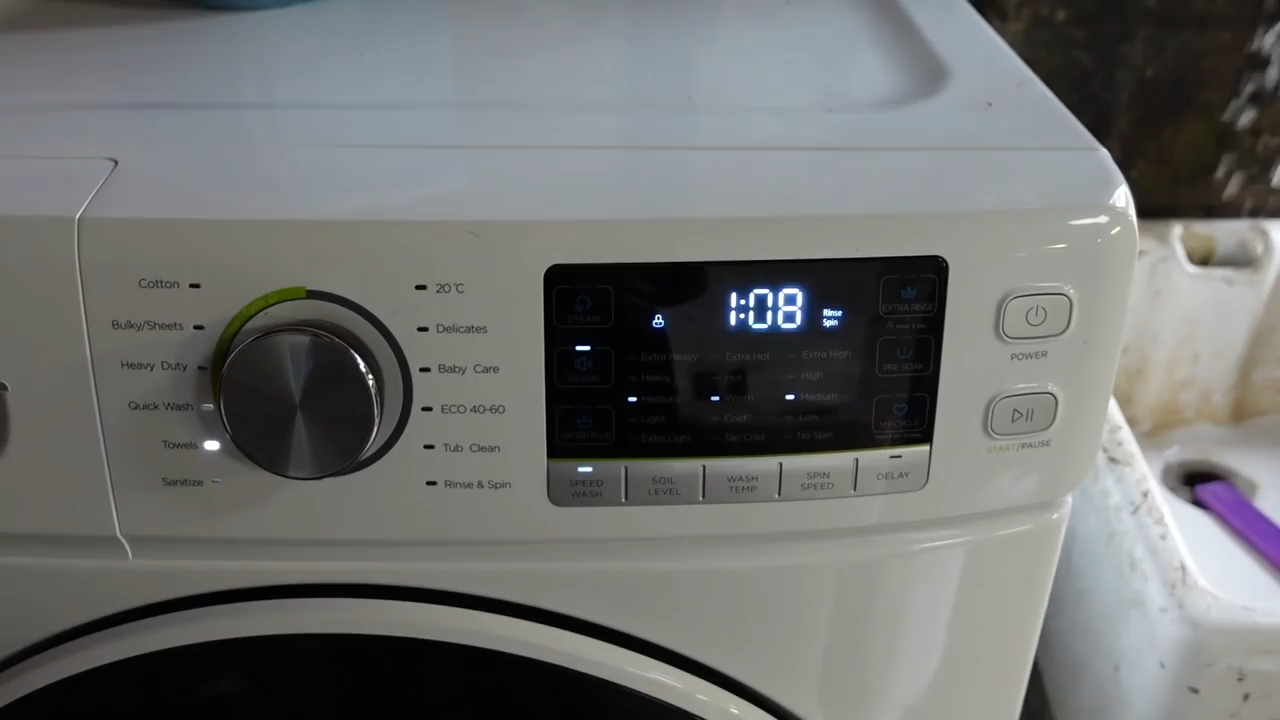 Cotton
Bulky/Sheets
Heavy Duty
Quick Wash
Towels
Sanitize
20°C
Delicates
Baby Care
ECO 40-60
Tub Clean
Rinse & Spin
STEAM
SIGNAL
WATER PLUS
1:08
Rinse
Spin
Extra Heavy
Heavy
Medium
Light
Extra Light
Extra Hot
Hot
Warm
Cold
Tap Cold
Extra High
High
Medium
Low
No Spin
EXTRA RINSE
PRE SOAK
MY CYCLE
SPEED
WASH
SOIL
LEVEL
WASH
TEMP
SPIN
SPEED
DELAY
POWER
START/PAUSE